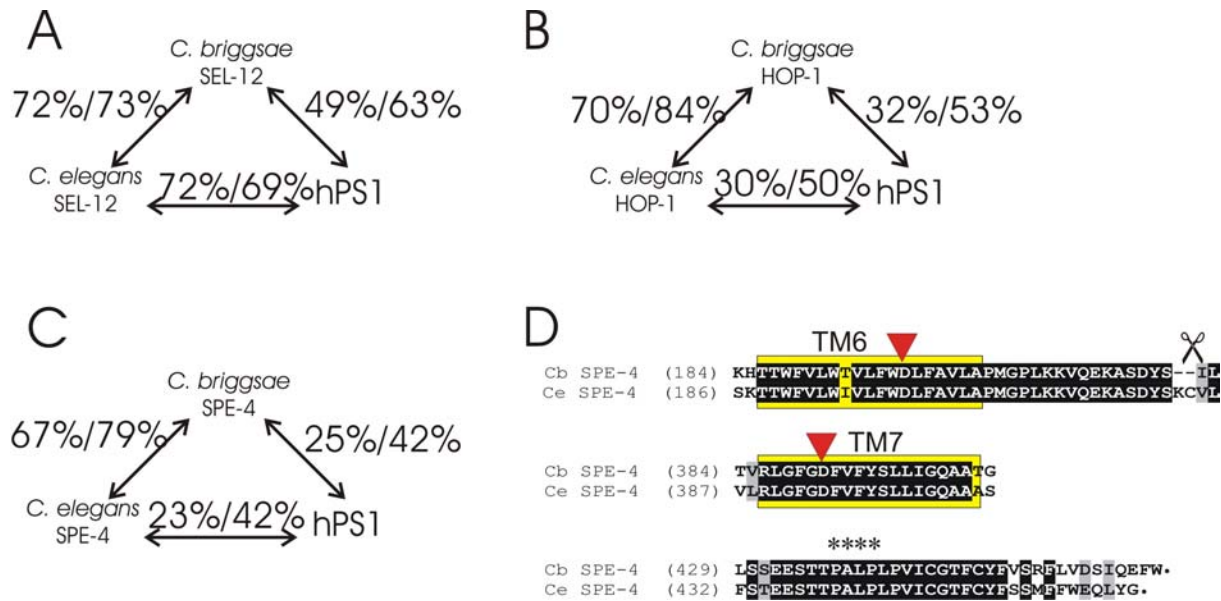 A
C. briggsae
SEL-12
72%/73%
49%/63%
C. elegans
SEL-12
72%/69%
hPS1
B
C. briggsae
HOP-1
70%/84%
32%/53%
C. elegans
HOP-1
30%/50%
hPS1
C
C. briggsae
SPE-4
67%/79%
25%/42%
C. elegans
SPE-4
23%/42%
hPS1
D
TM6
Cb SPE-4 (184) KHTTWFVLWTVLFWDLFAVLAPMGPLKKVQEKASDYS--IL
Ce SPE-4 (186) SKTTWFVLWIVLFWDLFAVLAPMGPLKKVQEKASDYSKCVL
TM7
Cb SPE-4 (384) TVRLGFGDFVFYSLLIGQAATG
Ce SPE-4 (387) VLRLGFGDFVFYSLLIGQAAAS
****
Cb SPE-4 (429) LSSEESTTPALPLPVICGTFCYFVSRFLVDSIQEFW.
Ce SPE-4 (432) FSTEESTTPALPLPVICGTFCYFSSMFFWEQLYG.